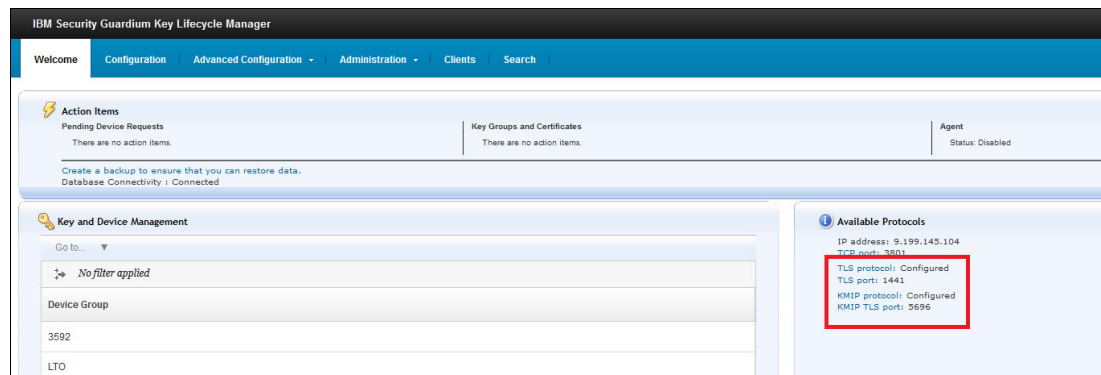 IBM Security Guardium Key Lifecycle Manager
Welcome Configuration Advanced Configuration Administration Clients Search
Action Items
Pending Device Requests
There are no action items.
Key Groups and Certificates
There are no action items.
Agent
Status: Disabled
Create a backup to ensure that you can restore data.
Database Connectivity : Connected
Key and Device Management
Go to...
No filter applied
Device Group
3592
LTO
Available Protocols
IP address: 9.199.145.104
TCP port: 3801
TLS protocol: Configured
TLS port: 1441
KMIP protocol: Configured
KMIP TLS port: 5696